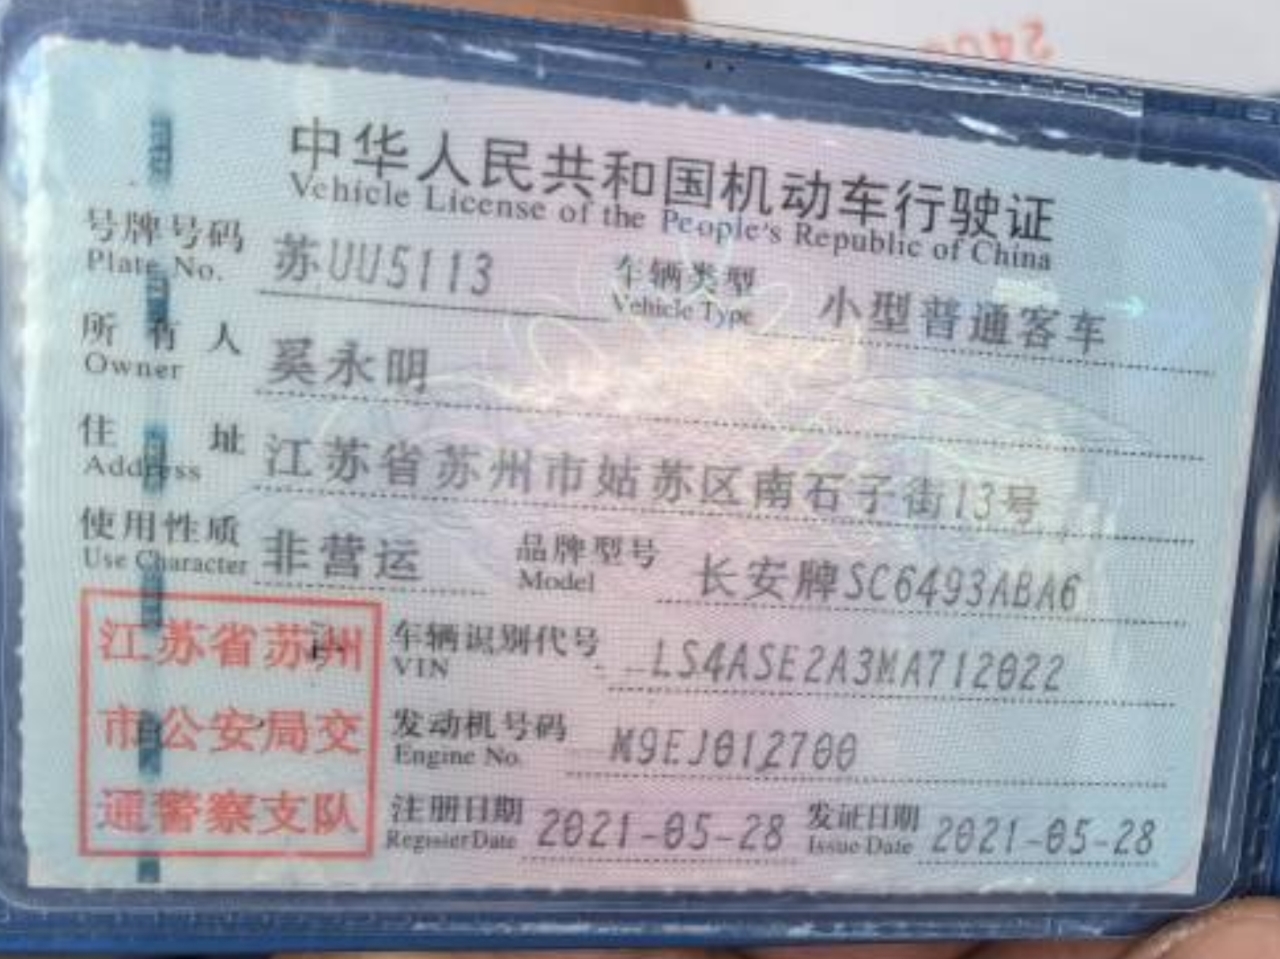 中华人民共和国机动车行驶证
Vehicle License of the People's Republic of China
号牌号码 苏UU5113 车辆类型 小型普通客车
Plate No. Vehicle Type
所有人 奚永明
Owner
住址 江苏省苏州市姑苏区南石子街13号
Address
使用性质 非营运 品牌型号 长安牌SC6493ABA6
Use Character Model
江苏省苏州
市公安局交
通警察支队
车辆识别代号 LS4ASE2A3MA712022
VIN
发动机号码 M9EJ012700
Engine No.
注册日期 2021-05-28 发证日期 2021-05-28
Register Date Issue Date